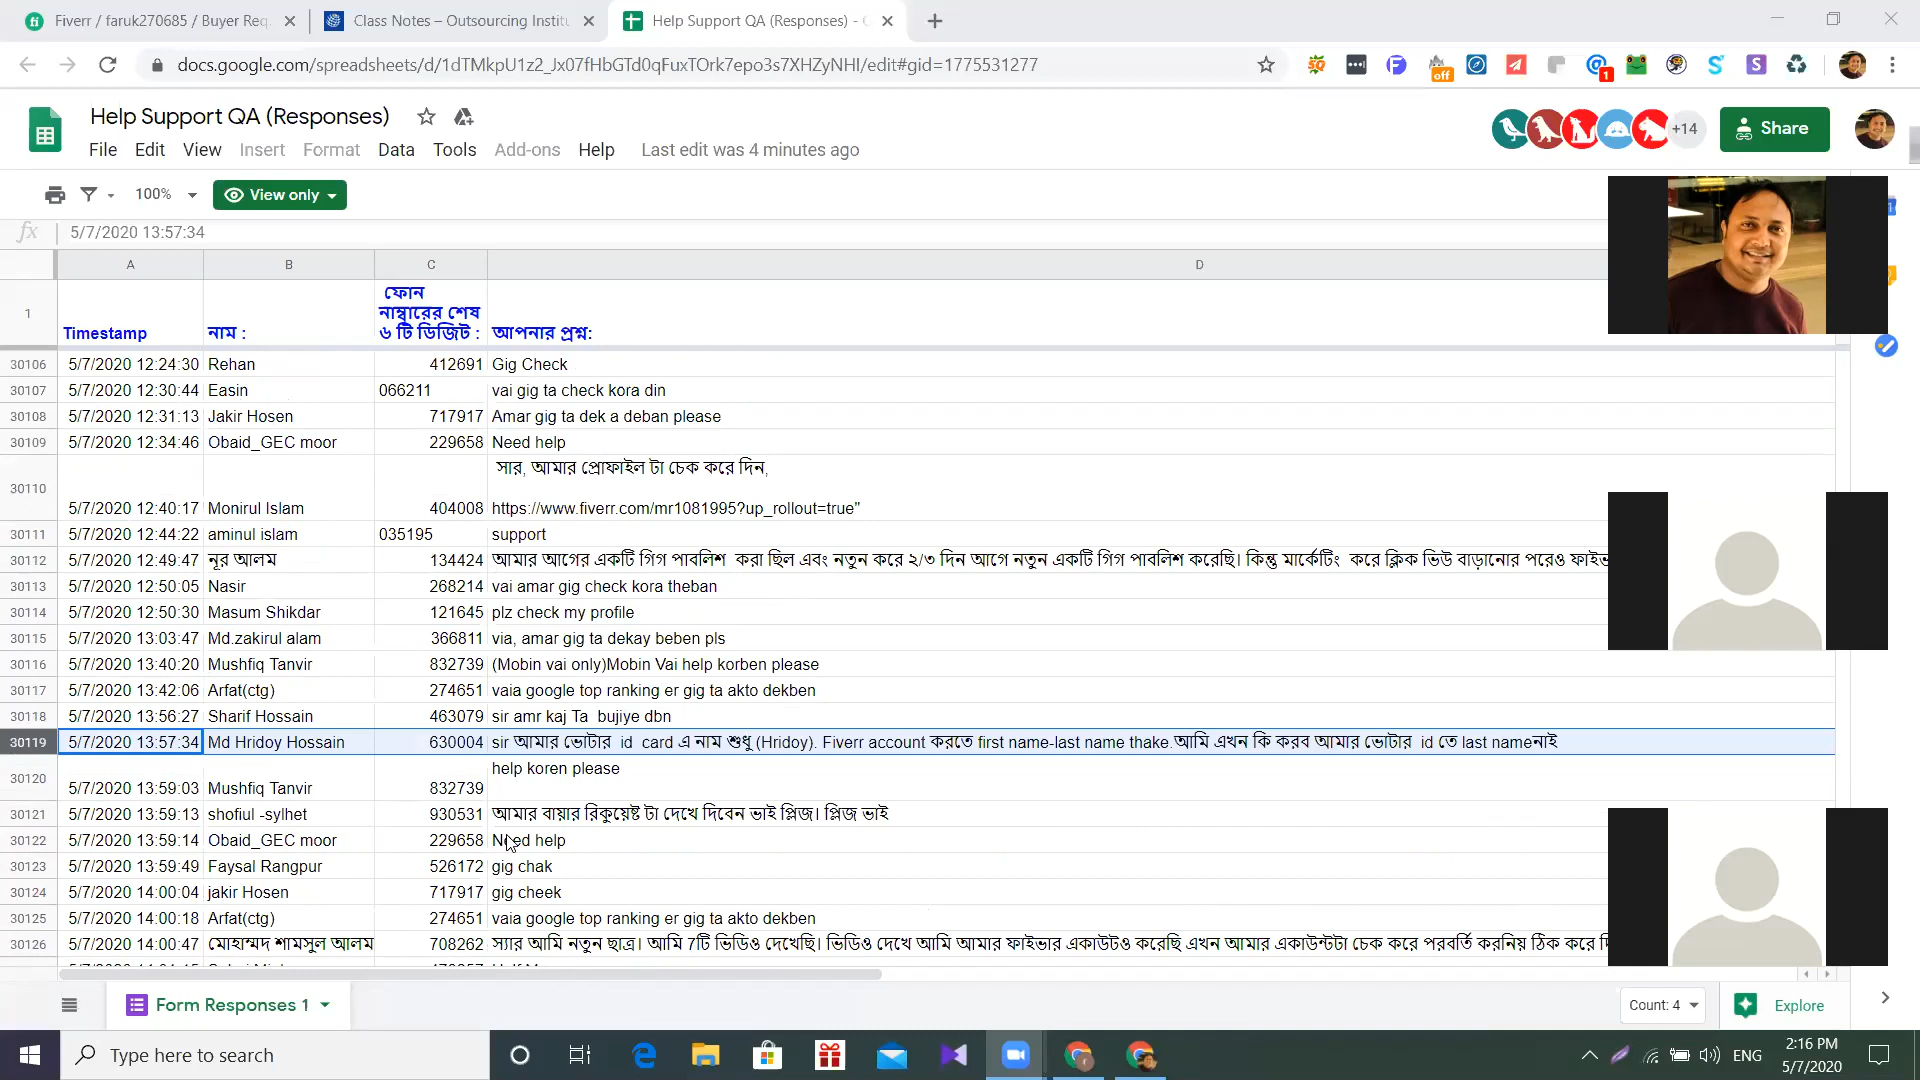 Fiverr / faruk270685 / Buyer Req
Class Notes – Outsourcing Institu
Help Support QA (Responses) -
docs.google.com/spreadsheets/d/1dTMkpU1z2_Jx07fHbGTd0qFuxTOrk7epo3s7XHZyNHI/edit#gid=1775531277
off
1
Help Support QA (Responses)
+14
Share
File Edit View Insert Format Data Tools Add-ons Help Last edit was 4 minutes ago
100%
View only
fx 5/7/2020 13:57:34
A B C D
1 Timestamp নাম : ফোন নাম্বারের শেষ ৬ টি ডিজিট : আপনার প্রশ্ন:
30106 5/7/2020 12:24:30 Rehan 412691 Gig Check
30107 5/7/2020 12:30:44 Easin 066211 vai gig ta check kora din
30108 5/7/2020 12:31:13 Jakir Hosen 717917 Amar gig ta dek a deban please
30109 5/7/2020 12:34:46 Obaid_GEC moor 229658 Need help
সার, আমার প্রোফাইল টা চেক করে দিন,
30110 5/7/2020 12:40:17 Monirul Islam 404008 https://www.fiverr.com/mr1081995?up_rollout=true"
30111 5/7/2020 12:44:22 aminul islam 035195 support
30112 5/7/2020 12:49:47 নূর আলম 134424 আমার আগের একটি গিগ পাবলিশ করা ছিল এবং নতুন করে ২/৩ দিন আগে নতুন একটি গিগ পাবলিশ করেছি। কিন্তু মার্কেটিং করে ক্লিক ভিউ বাড়ানোর পরেও
30113 5/7/2020 12:50:05 Nasir 268214 vai amar gig check kora theban
30114 5/7/2020 12:50:30 Masum Shikdar 121645 plz check my profile
30115 5/7/2020 13:03:47 Md.zakirul alam 366811 via, amar gig ta dekay beben pls
30116 5/7/2020 13:40:20 Mushfiq Tanvir 832739 (Mobin vai only)Mobin Vai help korben please
30117 5/7/2020 13:42:06 Arfat(ctg) 274651 vaia google top ranking er gig ta akto dekben
30118 5/7/2020 13:56:27 Sharif Hossain 463079 sir amr kaj Ta bujiye dbn
30119 5/7/2020 13:57:34 Md Hridoy Hossain 630004 sir আমার ভোটার id card এ নাম শুধু (Hridoy). Fiverr account করতে first name-last name thake.আমি এখন কি করব আমার ভোটার id তে last nameনাই
help koren please
30120 5/7/2020 13:59:03 Mushfiq Tanvir 832739
30121 5/7/2020 13:59:13 shofiul -sylhet 930531 আমার বায়ার রিকুয়েষ্ট টা দেখে দিবেন ভাই প্লিজ। প্লিজ ভাই
30122 5/7/2020 13:59:14 Obaid_GEC moor 229658 Need help
30123 5/7/2020 13:59:49 Faysal Rangpur 526172 gig chak
30124 5/7/2020 14:00:04 jakir Hosen 717917 gig cheek
30125 5/7/2020 14:00:18 Arfat(ctg) 274651 vaia google top ranking er gig ta akto dekben
30126 5/7/2020 14:00:47 মোহাম্মদ শামসুল আলম 708262 স্যার আমি নতুন ছাত্র। আমি 7টি ভিডিও দেখেছি। ভিডিও দেখে আমি আমার ফাইভার একাউটও করেছি এখন আমার একাউন্টটা চেক করে পরবর্তি করনিয় ঠিক করে
Form Responses 1
Count: 4
Explore
Type here to search
ENG
2:16 PM
5/7/2020